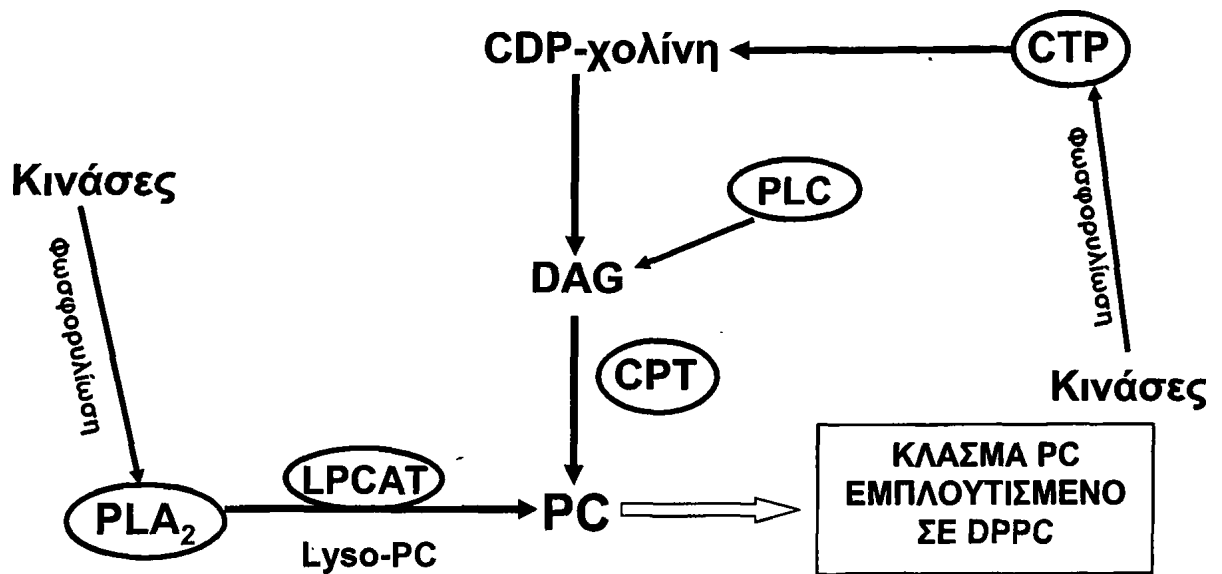 CDP-χολίνη
CTP
Κινάσες
φωσφορυλίωση
PLC
φωσφορυλίωση
DAG
CPT
Κινάσες
ΚΛΑΣΜΑ PC
ΕΜΠΛΟΥΤΙΣΜΕΝΟ
ΣΕ DPPC
LPCAT
PLA₂
PC
Lyso-PC